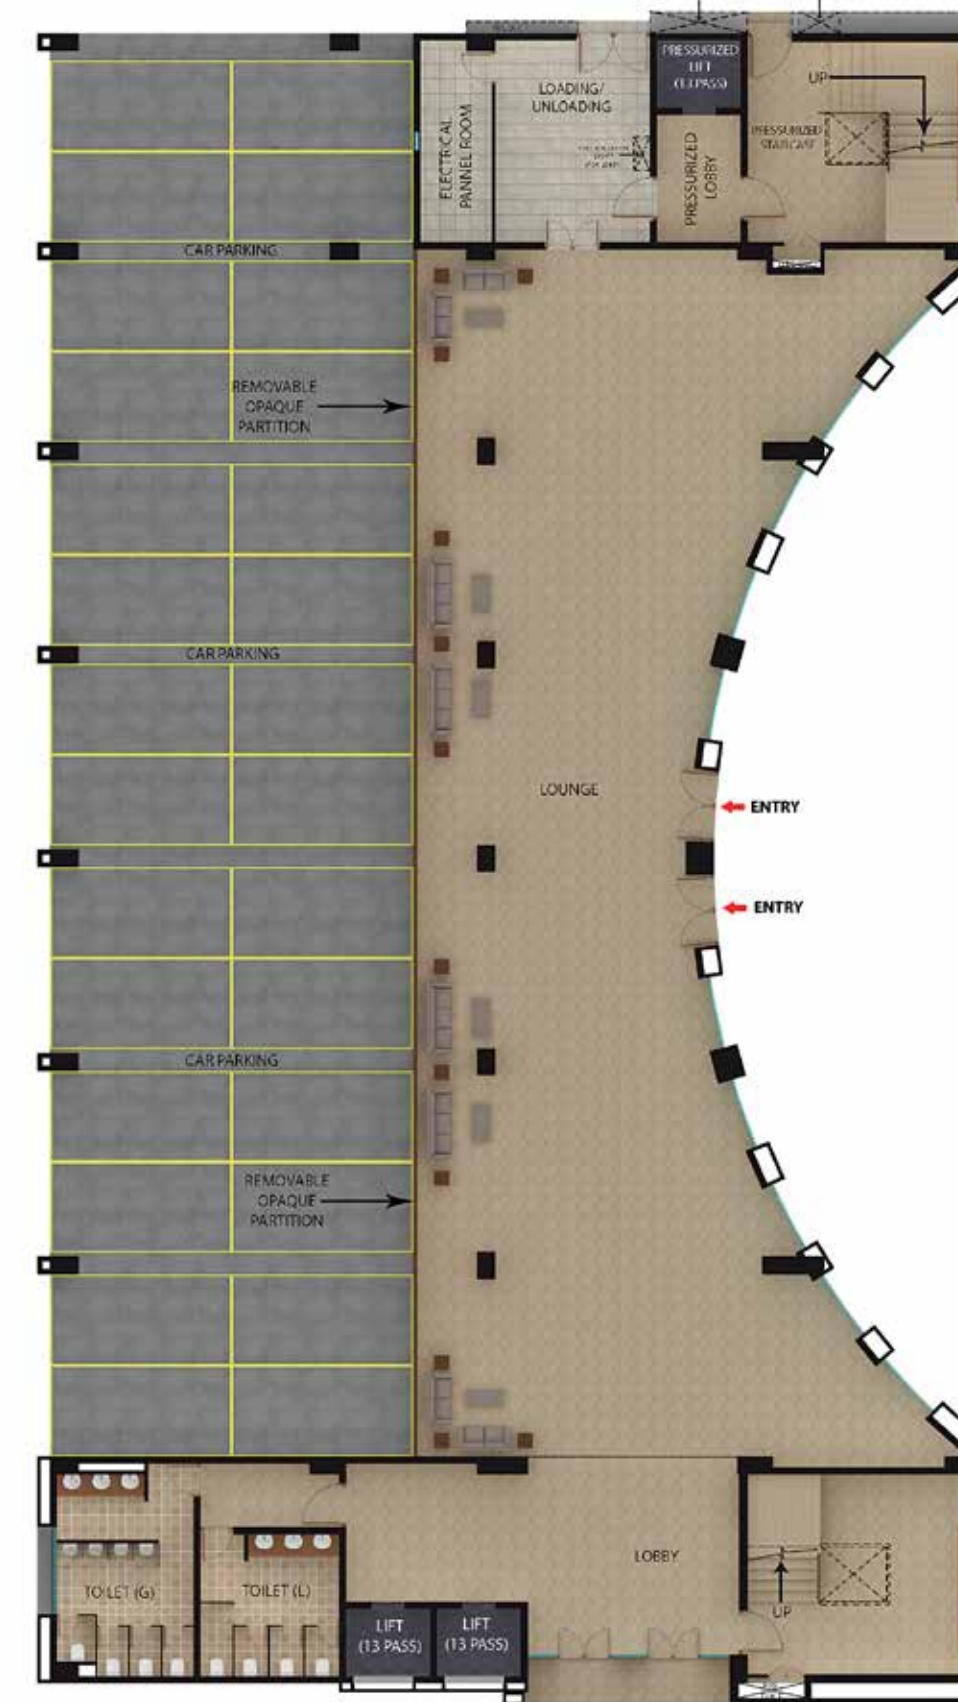 PRESSURIZED
LIFT
(13 PASS)
LOADING/
UNLOADING
UP
ELECTRICAL
PANNEL ROOM
PRESSURIZED
LOBBY
PRESSURIZED
STAIRCASE
CAR PARKING
REMOVABLE
OPAQUE
PARTITION
CAR PARKING
LOUNGE
ENTRY
ENTRY
CAR PARKING
REMOVABLE
OPAQUE
PARTITION
LOBBY
TOILET (G)
TOILET (L)
UP
LIFT
(13 PASS)
LIFT
(13 PASS)